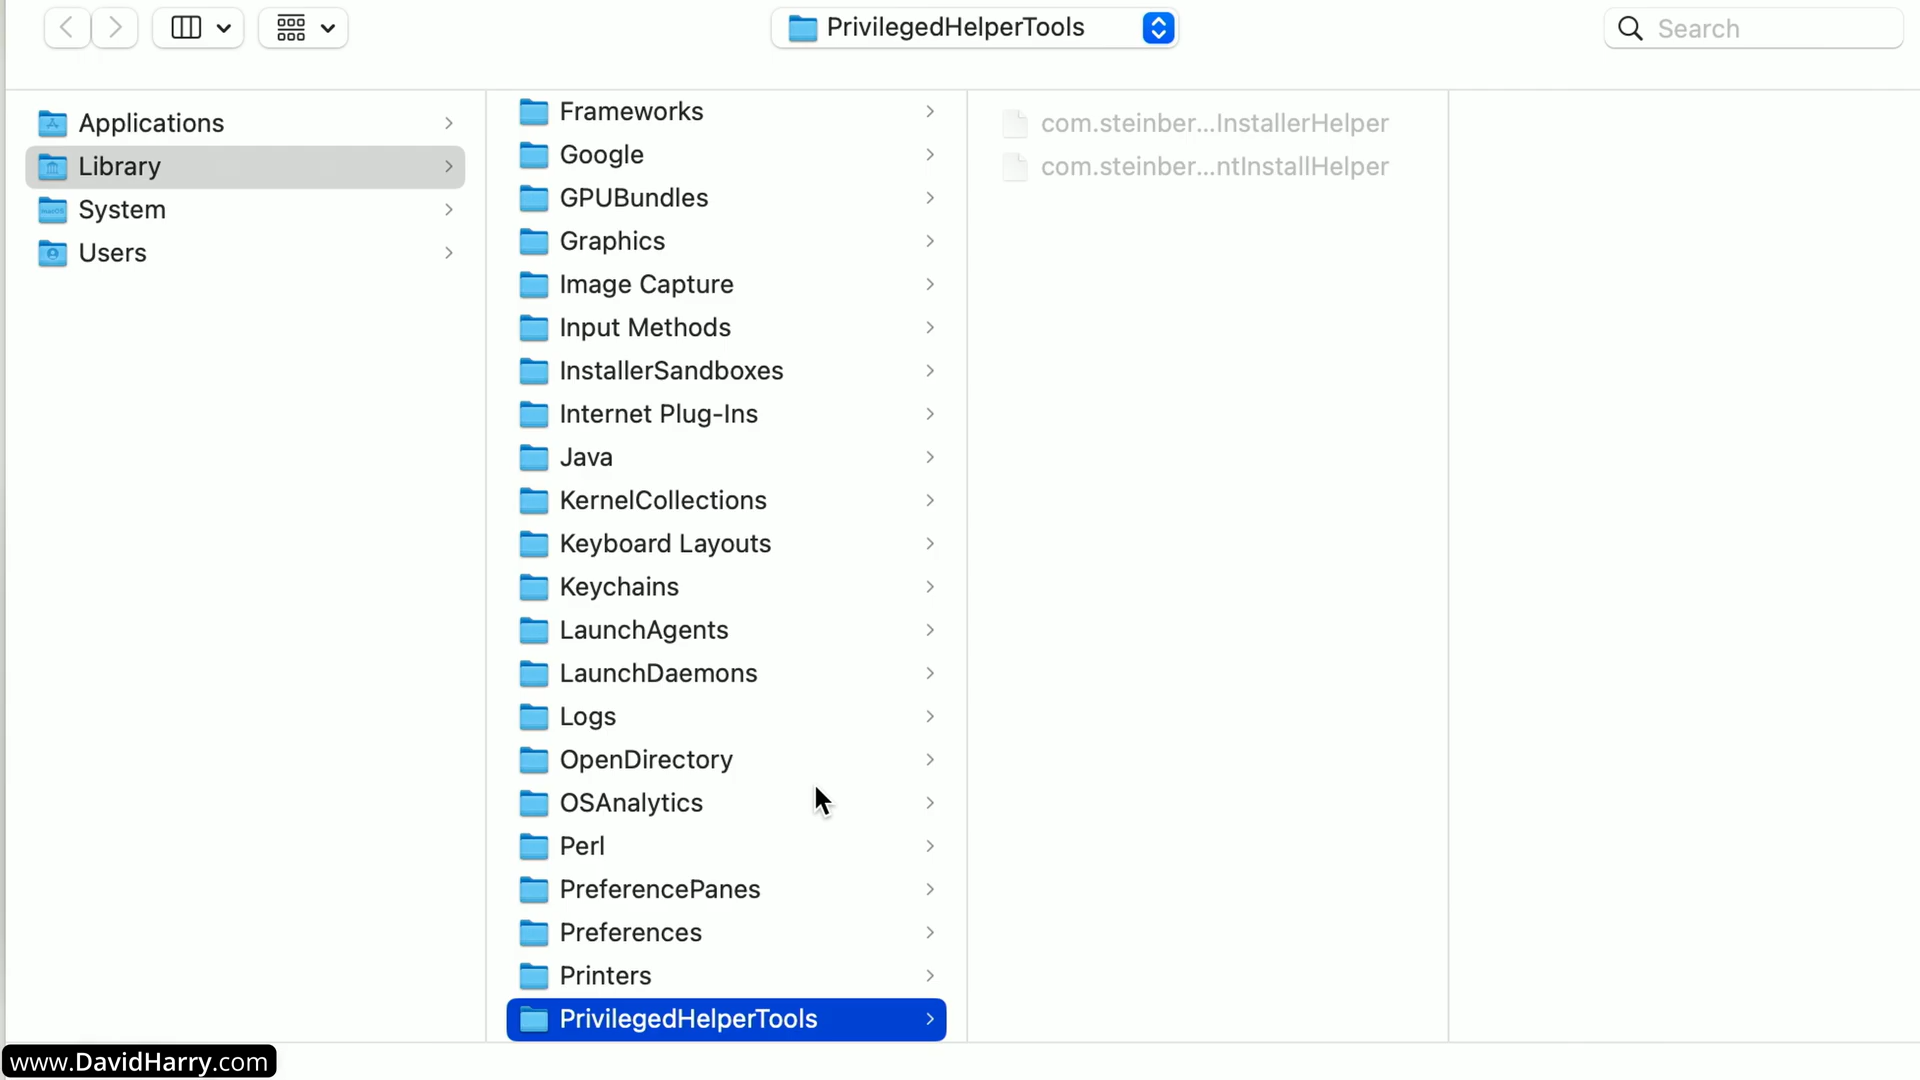 PrivilegedHelperTools
Search
Applications
Library
System
Users
Frameworks
Google
GPUBundles
Graphics
Image Capture
Input Methods
InstallerSandboxes
Internet Plug-Ins
Java
KernelCollections
Keyboard Layouts
Keychains
LaunchAgents
LaunchDaemons
Logs
OpenDirectory
OSAnalytics
Perl
PreferencePanes
Preferences
Printers
PrivilegedHelperTools
com.steinber...InstallerHelper
com.steinber...ntInstallHelper
www.DavidHarry.com